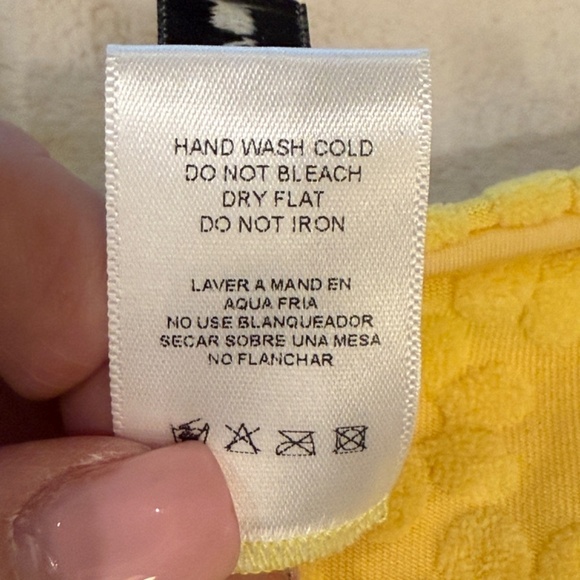 HAND WASH COLD
DO NOT BLEACH
DRY FLAT
DO NOT IRON
LAVER A MAND EN
AQUA FRIA
NO USE BLANQUEADOR
SECAR SOBRE UNA MESA
NO FLANCHAR